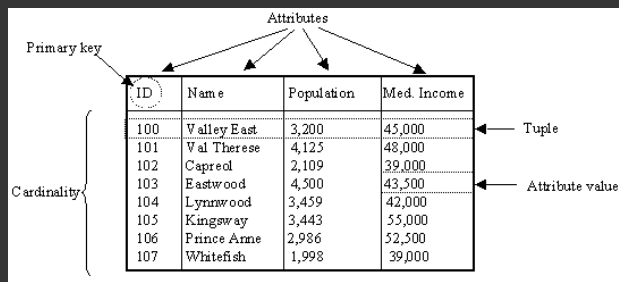 Attributes
Primary key
ID Name Population Med. Income
100 Valley East 3,200 45,000
Tuple
101 Val Therese 4,125 48,000
102 Capreol 2,109 39,000
103 Eastwood 4,500 43,500
Attribute value
Cardinality
104 Lynnwood 3,459 42,000
105 Kingsway 3,443 55,000
106 Prince Anne 2,986 52,500
107 Whitefish 1,998 39,000